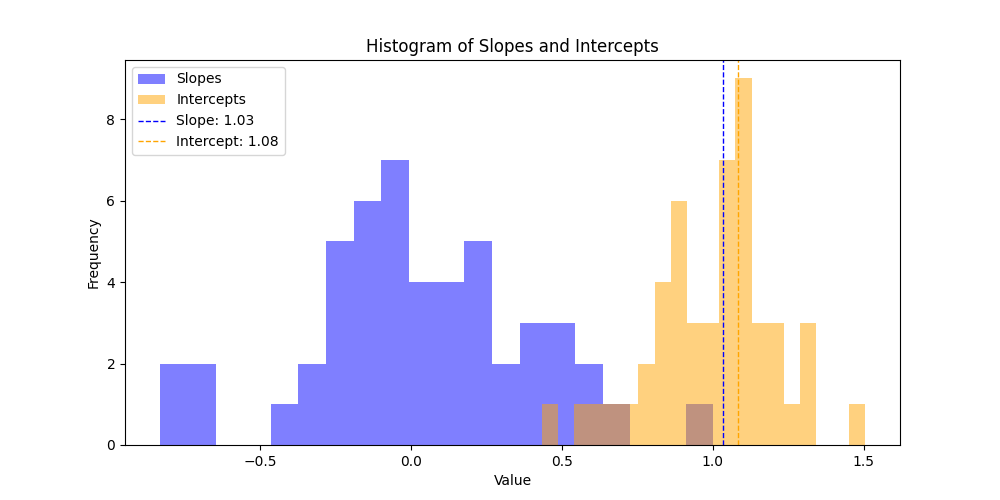 Histogram of Slopes and Intercepts
Slopes
Intercepts
Slope: 1.03
Intercept: 1.08
Frequency
8
6
4
2
0
−0.5
0.0
0.5
1.0
1.5
Value